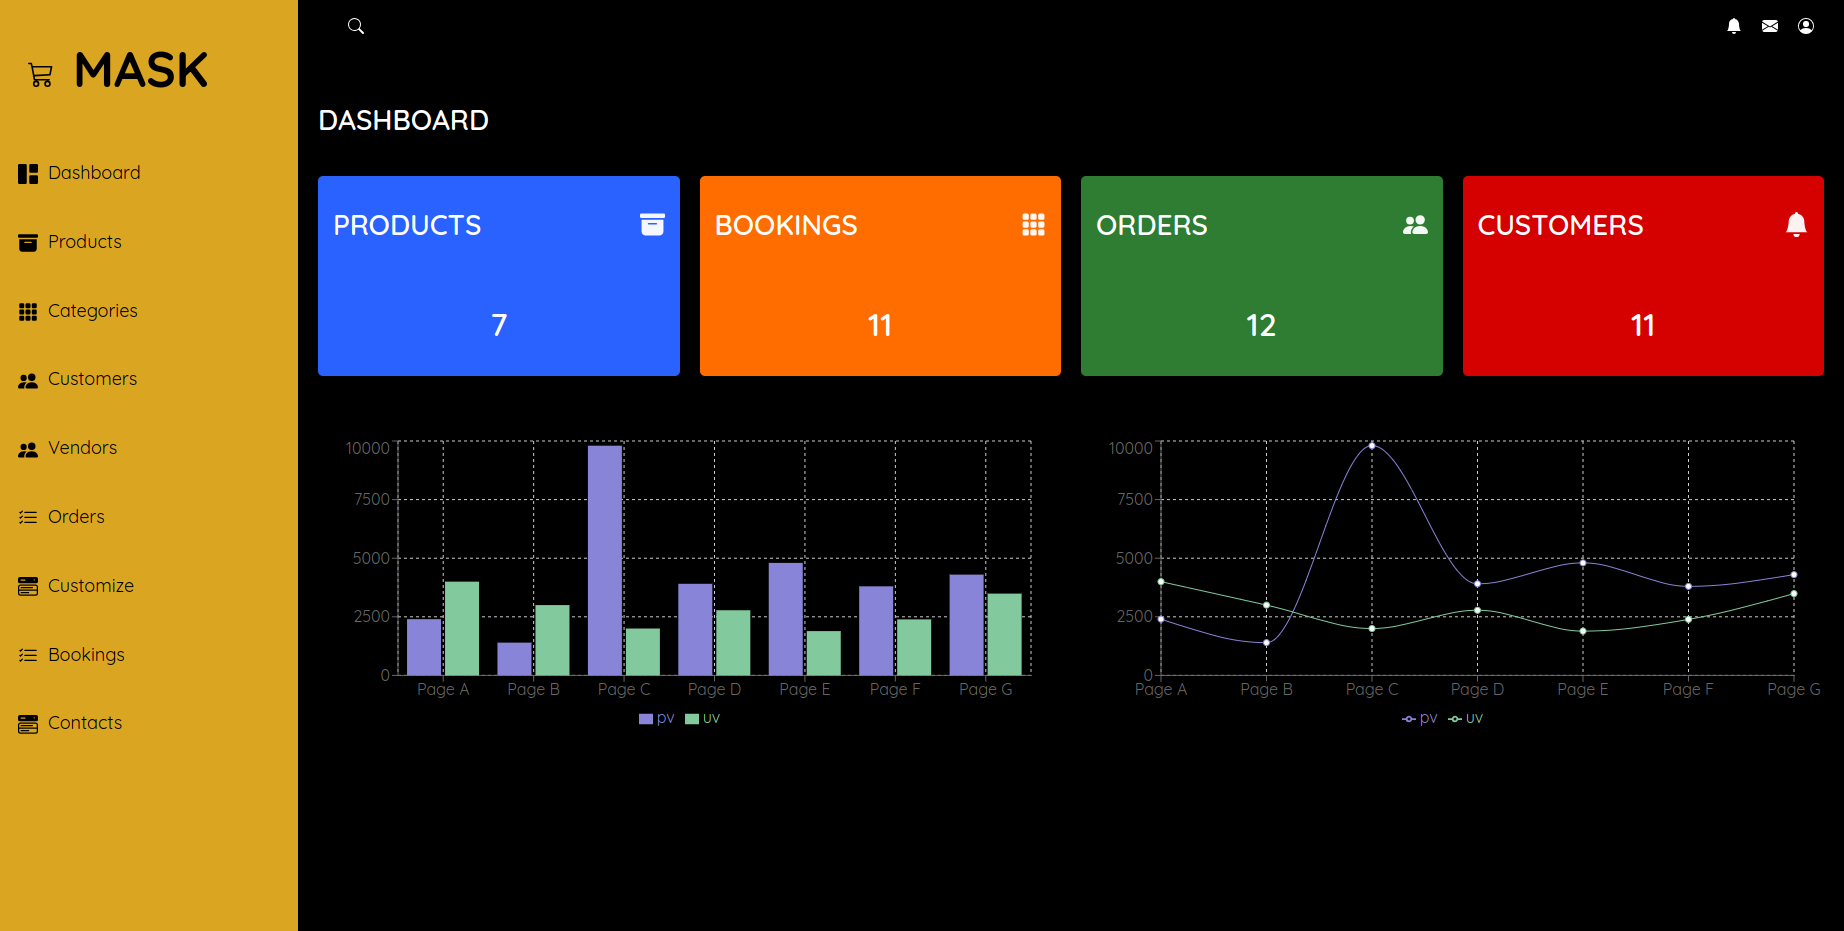 MASK
Dashboard
Products
Categories
Customers
Vendors
Orders
Customize
Bookings
Contacts
DASHBOARD
PRODUCTS
7
BOOKINGS
11
ORDERS
12
CUSTOMERS
11
10000
7500
5000
2500
0
Page A Page B Page C Page D Page E Page F Page G
pv uv
10000
7500
5000
2500
0
Page A Page B Page C Page D Page E Page F Page G
pv uv